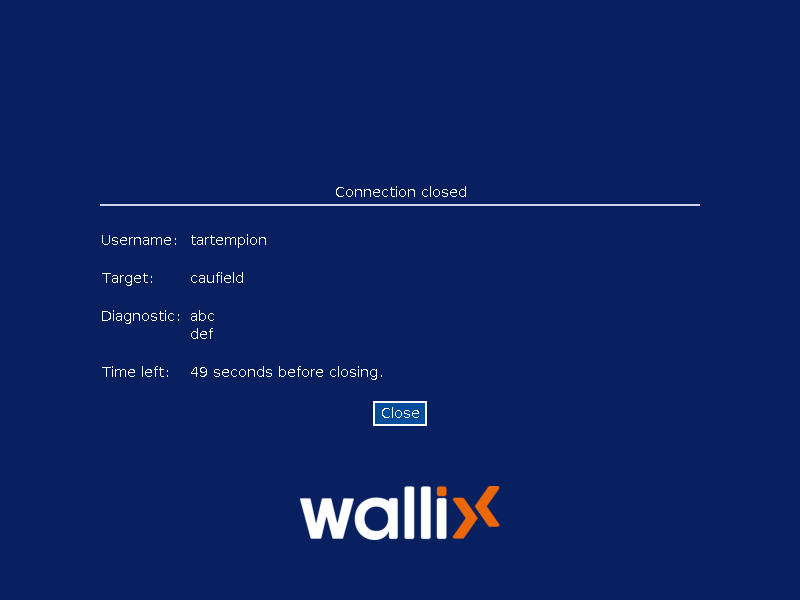 Connection closed
Username: tartempion
Target: caufield
Diagnostic: abc
def
Time left: 49 seconds before closing.
Close
wallix